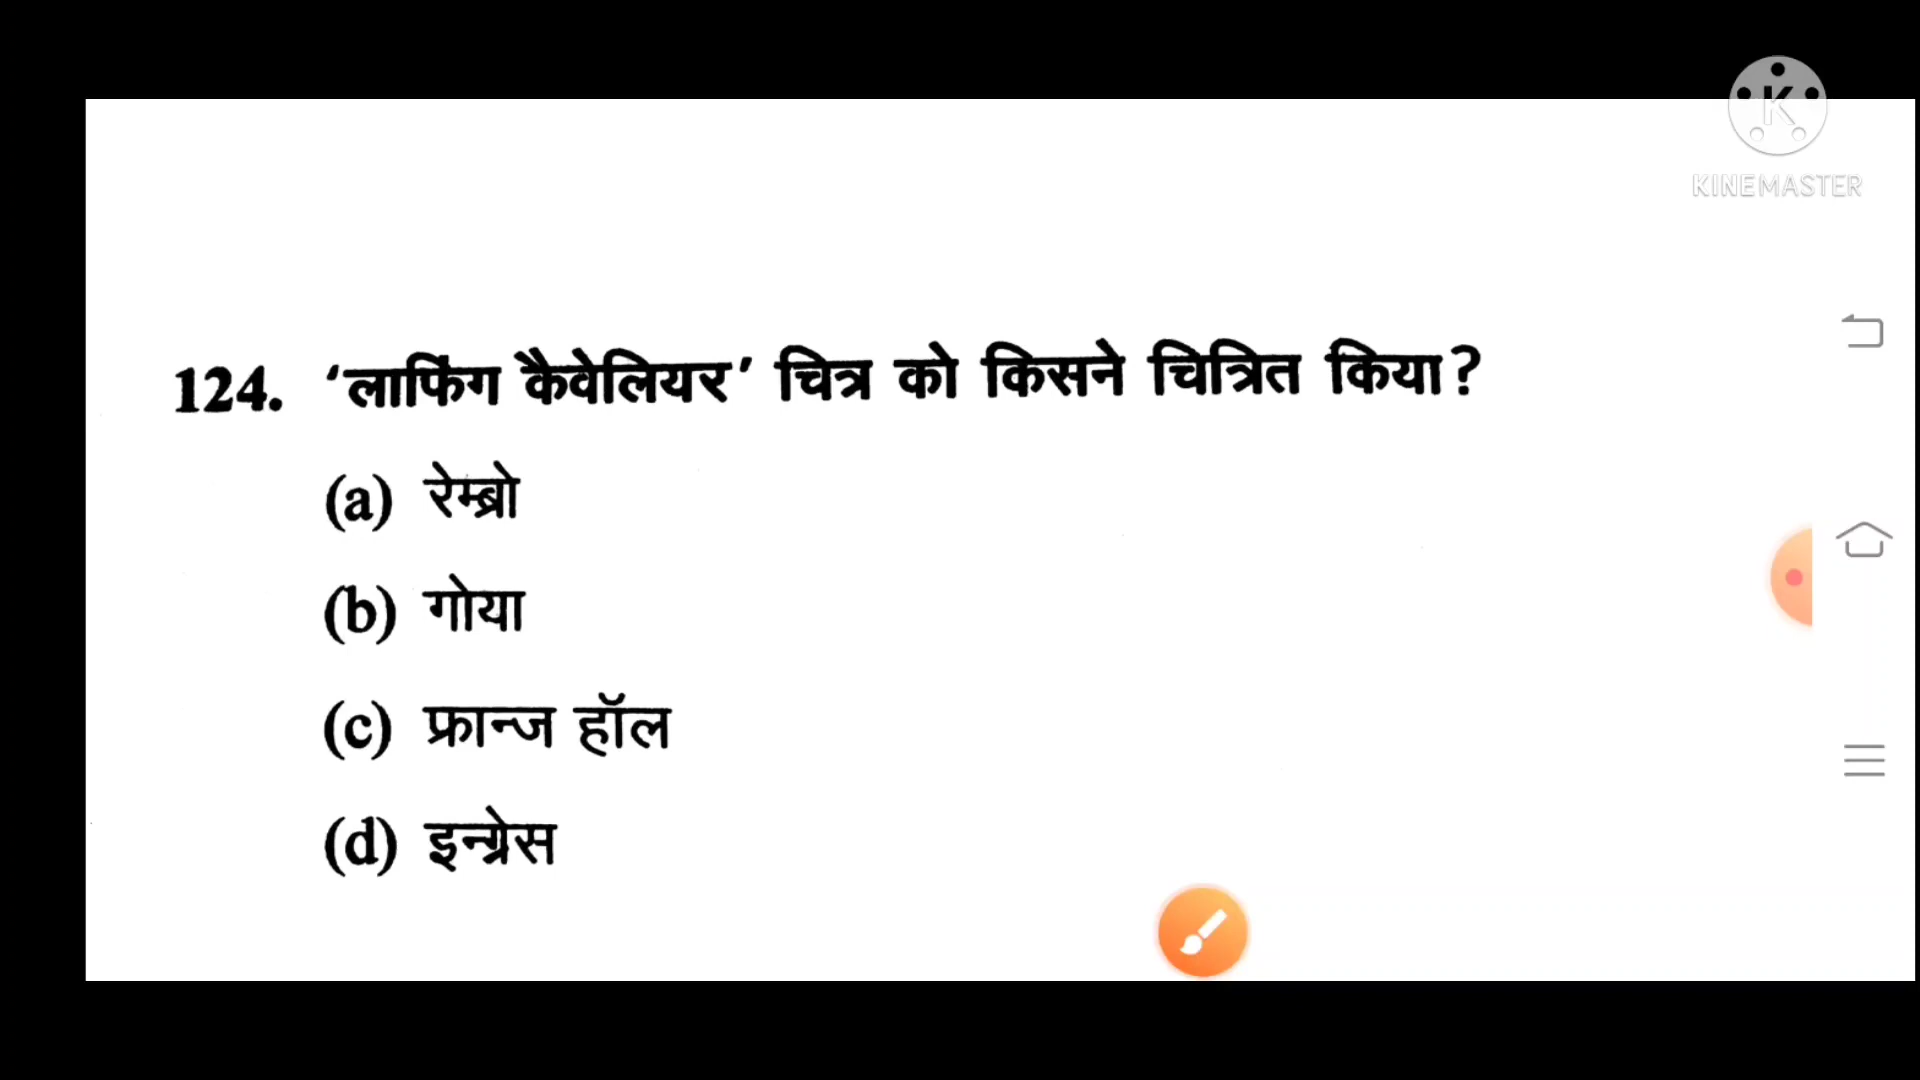 KINEMASTER
124. ‘लाफिंग कैवेलियर’ चित्र को किसने चित्रित किया?
(a) रेम्ब्रो
(b) गोया
(c) फ्रान्ज हॉल
(d) इन्ग्रेस